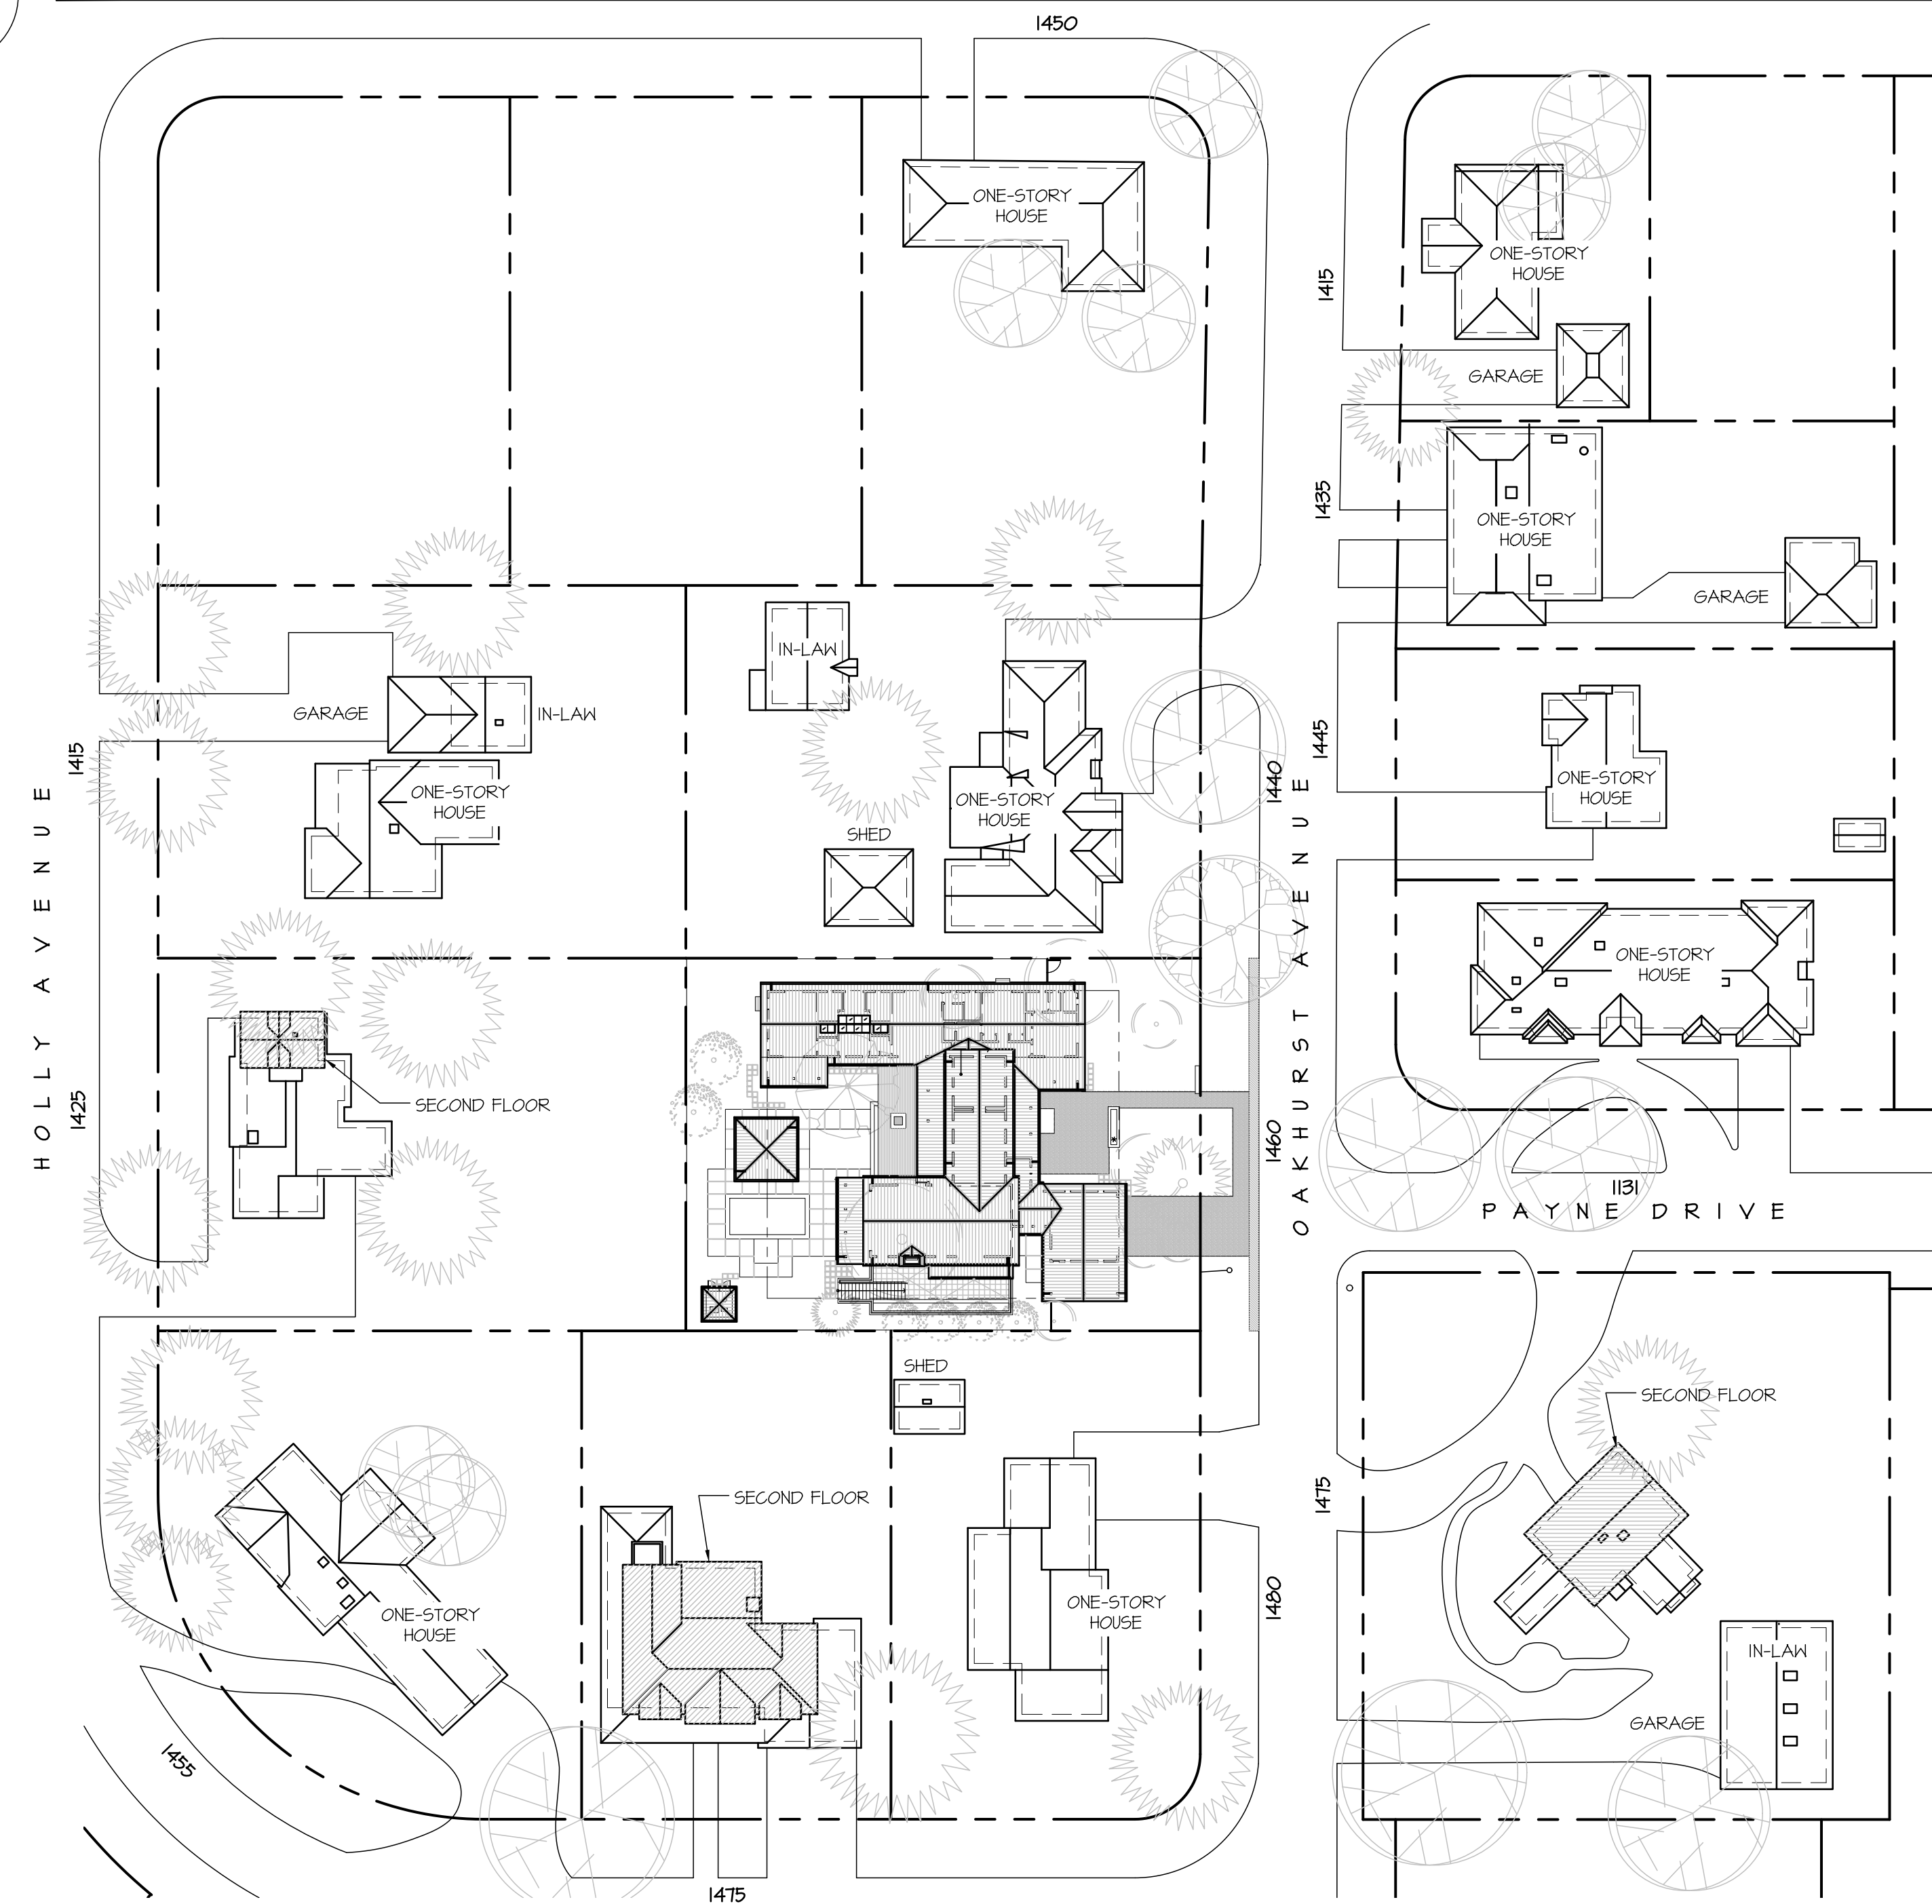 1450
ONE-STORY
HOUSE
ONE-STORY
HOUSE
1415
GARAGE
1435
ONE-STORY
HOUSE
GARAGE
IN-LAW
GARAGE
IN-LAW
1415
ONE-STORY
HOUSE
ONE-STORY
HOUSE
SHED
1440
1445
ONE-STORY
HOUSE
HOLLY AVENUE
OAKHURST AVENUE
ONE-STORY
HOUSE
1425
SECOND FLOOR
1460
1131
PAYNE DRIVE
SHED
SECOND FLOOR
SECOND FLOOR
1475
ONE-STORY
HOUSE
ONE-STORY
HOUSE
1480
IN-LAW
GARAGE
1455
1475